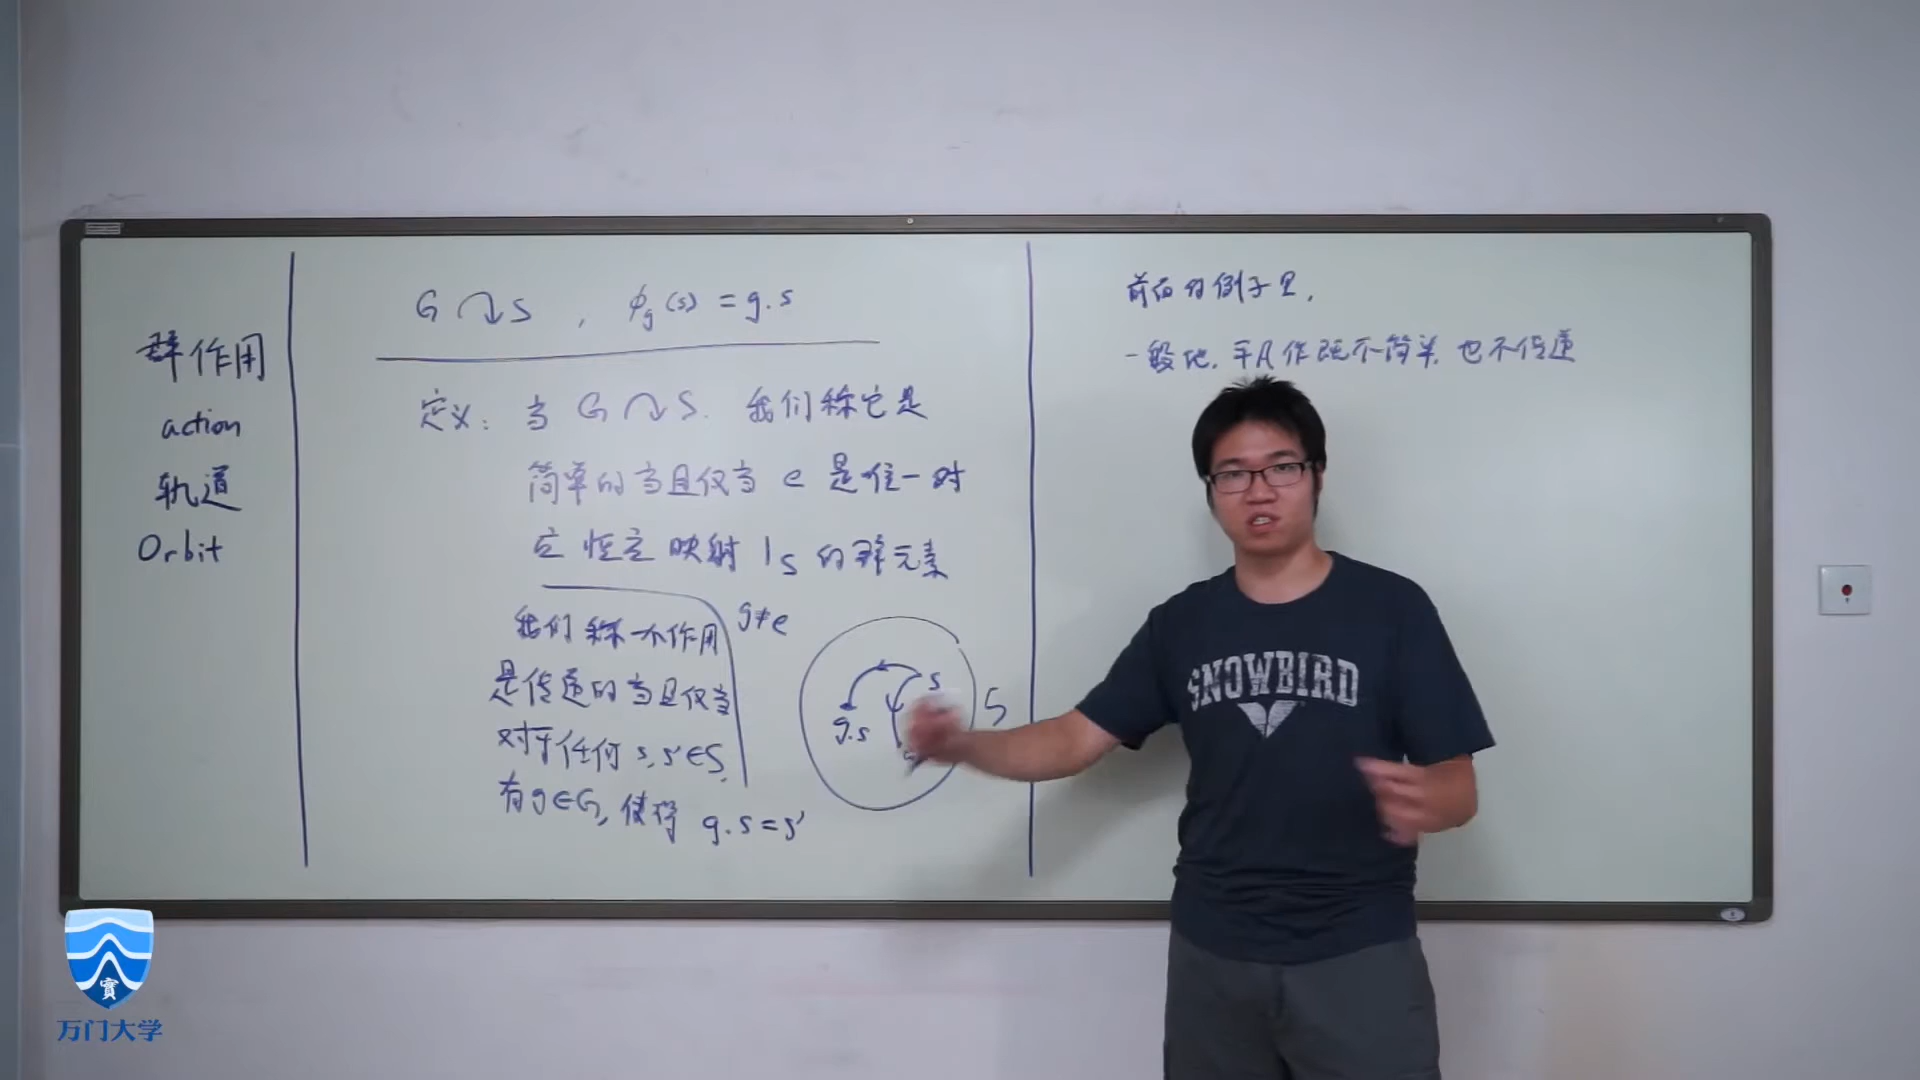 群作用
action
轨道
Orbit
G ↷ S , ϕg(s) = g.s
定义: 当 G ↷ S. 我们称它是
简单的当且仅当 e 是唯一对
应恒定映射 1s 的群元素
我们称一个作用
是传递的当且仅当
对于任何 s, s' ∈ S,
有 g ∈ G, 使得 g.s = s'
g≠e
s
g.s
S
前面的例子里,
一般地, 平凡作 既不简单, 也不传递
SNOWBIRD
寳
万门大学